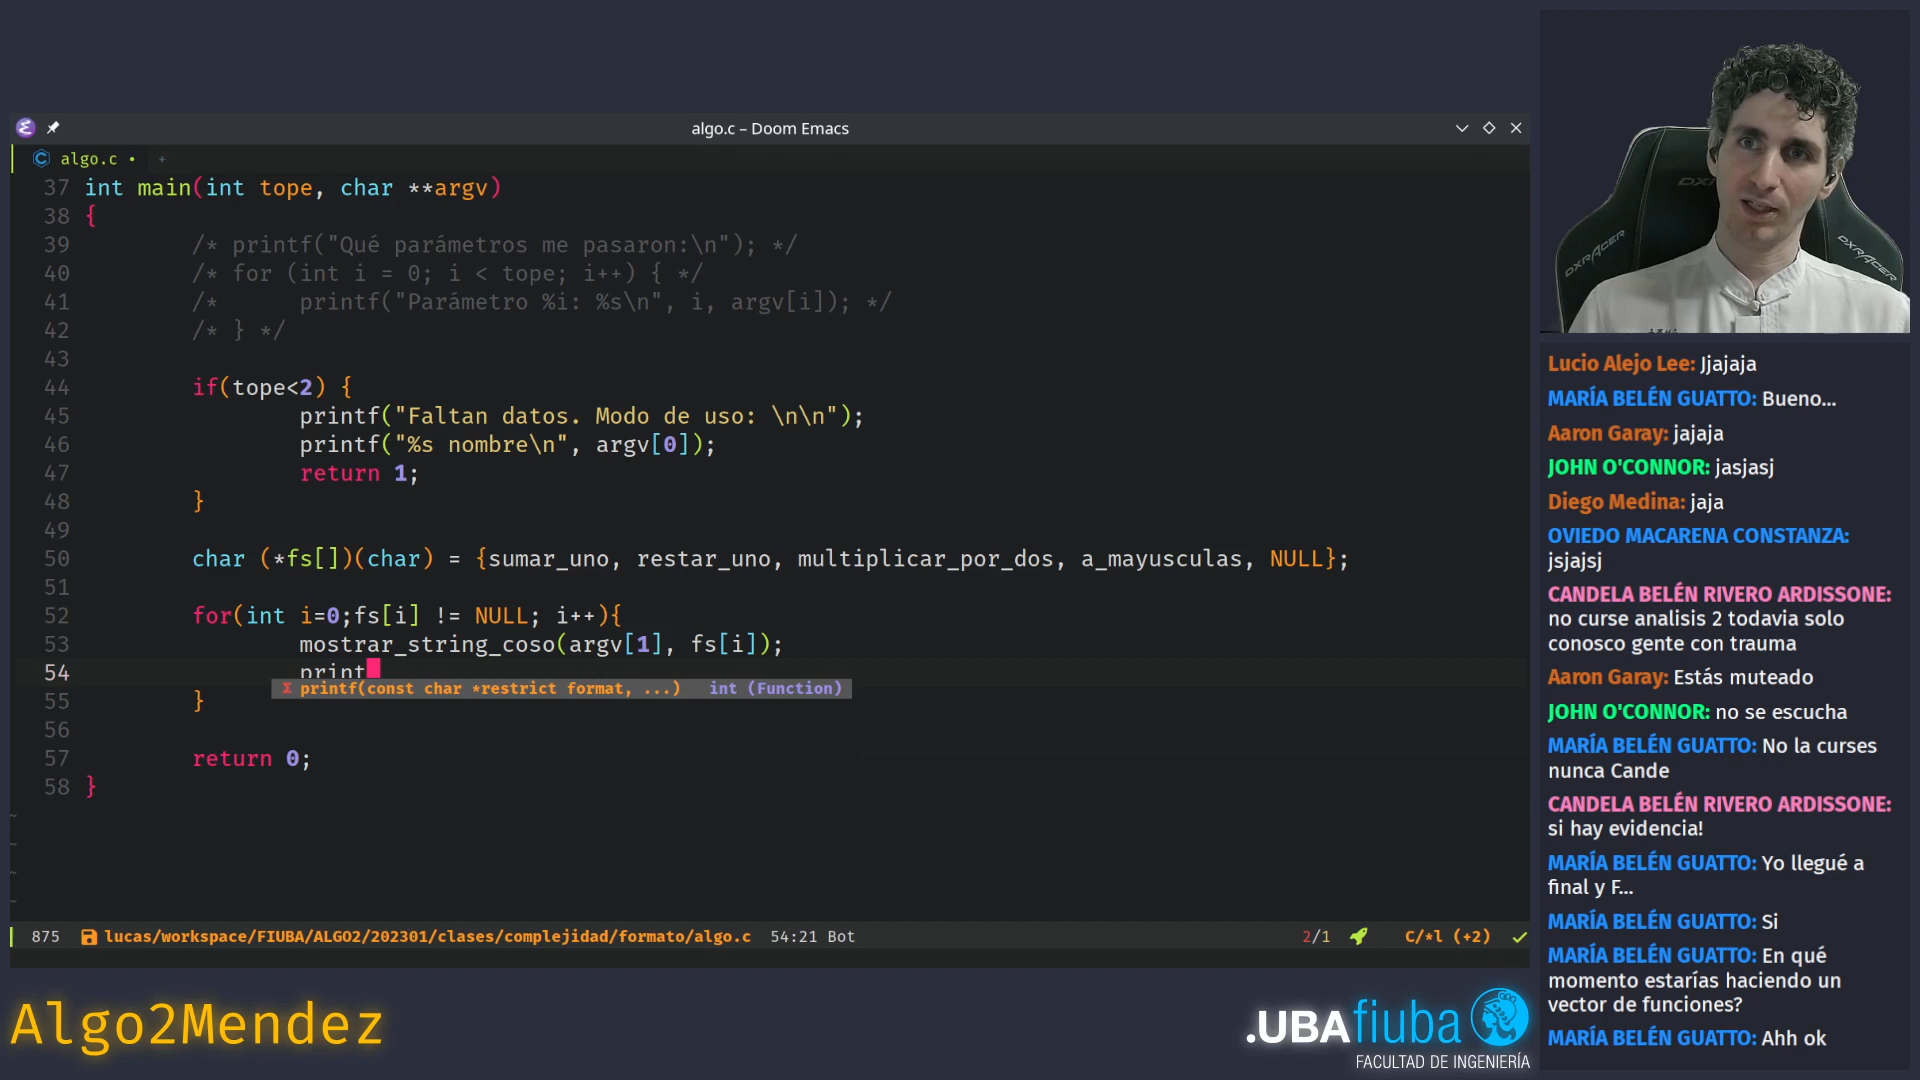 algo.c – Doom Emacs
algo.c • +
37 int main(int tope, char **argv)
38 {
39 /* printf("Qué parámetros me pasaron:\n"); */
40 /* for (int i = 0; i < tope; i++) { */
41 /* printf("Parámetro %i: %s\n", i, argv[i]); */
42 /* } */
43
44 if(tope<2) {
45 printf("Faltan datos. Modo de uso: \n\n");
46 printf("%s nombre\n", argv[0]);
47 return 1;
48 }
49
50 char (*fs[])(char) = {sumar_uno, restar_uno, multiplicar_por_dos, a_mayusculas, NULL};
51
52 for(int i=0;fs[i] != NULL; i++){
53 mostrar_string_coso(argv[1], fs[i]);
54 print
printf(const char *restrict format, ...) int (Function)
55 }
56
57 return 0;
58 }
~
~
~
~
875 lucas/workspace/FIUBA/ALGO2/202301/clases/complejidad/formato/algo.c 54:21 Bot 2/1 C/*l (+2)
Algo2Mendez
.UBAfiuba
FACULTAD DE INGENIERÍA
DXRACER
DXRACER
Lucio Alejo Lee: Jjajaja
MARÍA BELÉN GUATTO: Bueno...
Aaron Garay: jajaja
JOHN O'CONNOR: jasjasj
Diego Medina: jaja
OVIEDO MACARENA CONSTANZA:
jsjajsj
CANDELA BELÉN RIVERO ARDISSONE:
no curse analisis 2 todavia solo
conosco gente con trauma
Aaron Garay: Estás muteado
JOHN O'CONNOR: no se escucha
MARÍA BELÉN GUATTO: No la curses
nunca Cande
CANDELA BELÉN RIVERO ARDISSONE:
si hay evidencia!
MARÍA BELÉN GUATTO: Yo llegué a
final y F...
MARÍA BELÉN GUATTO: Si
MARÍA BELÉN GUATTO: En qué
momento estarías haciendo un
vector de funciones?
MARÍA BELÉN GUATTO: Ahh ok